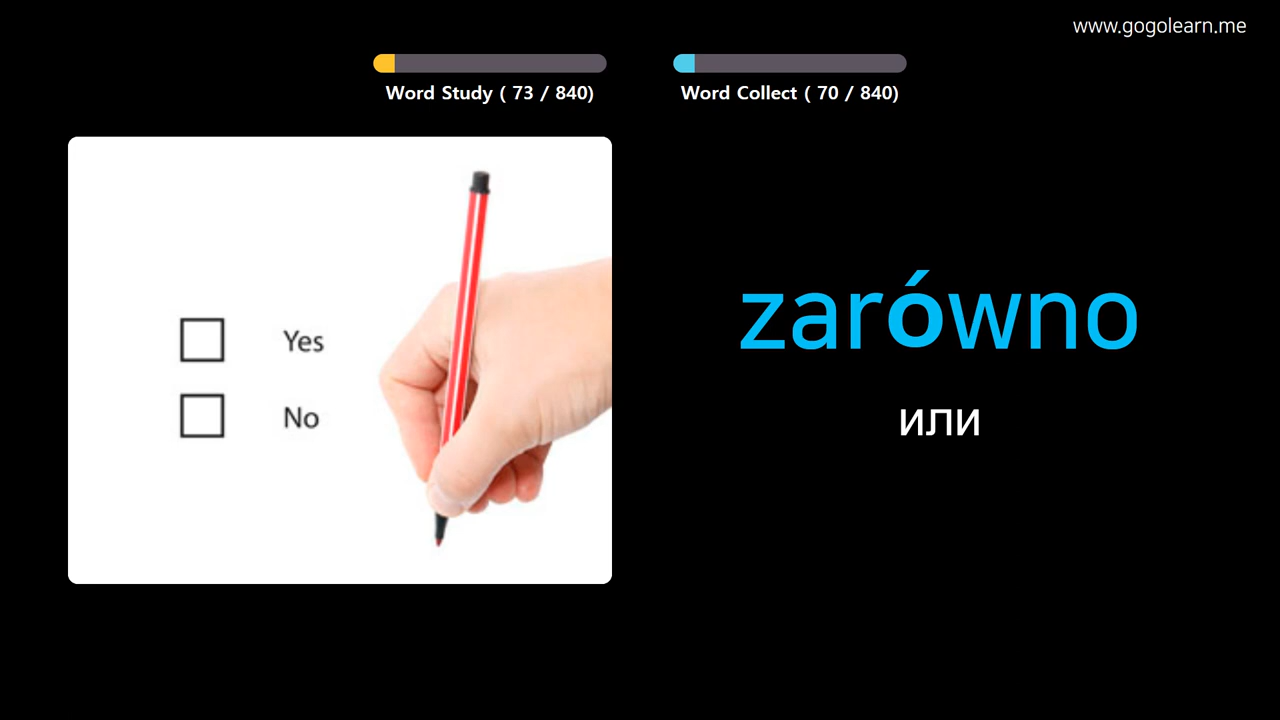 www.gogolearn.me
Word Study ( 73 / 840)
Word Collect ( 70 / 840)
Yes
No
zarówno
или